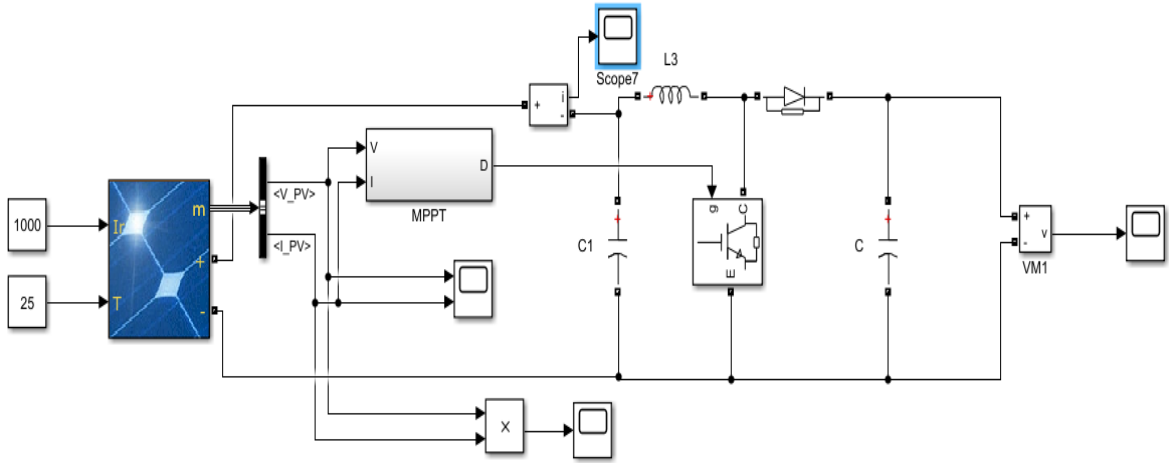 Scope7
L3
+
i
-
V
I
D
MPPT
<V_PV>
<I_PV>
1000
25
Ir
T
m
+
-
g
C
E
C1
C
+
-
v
VM1
X